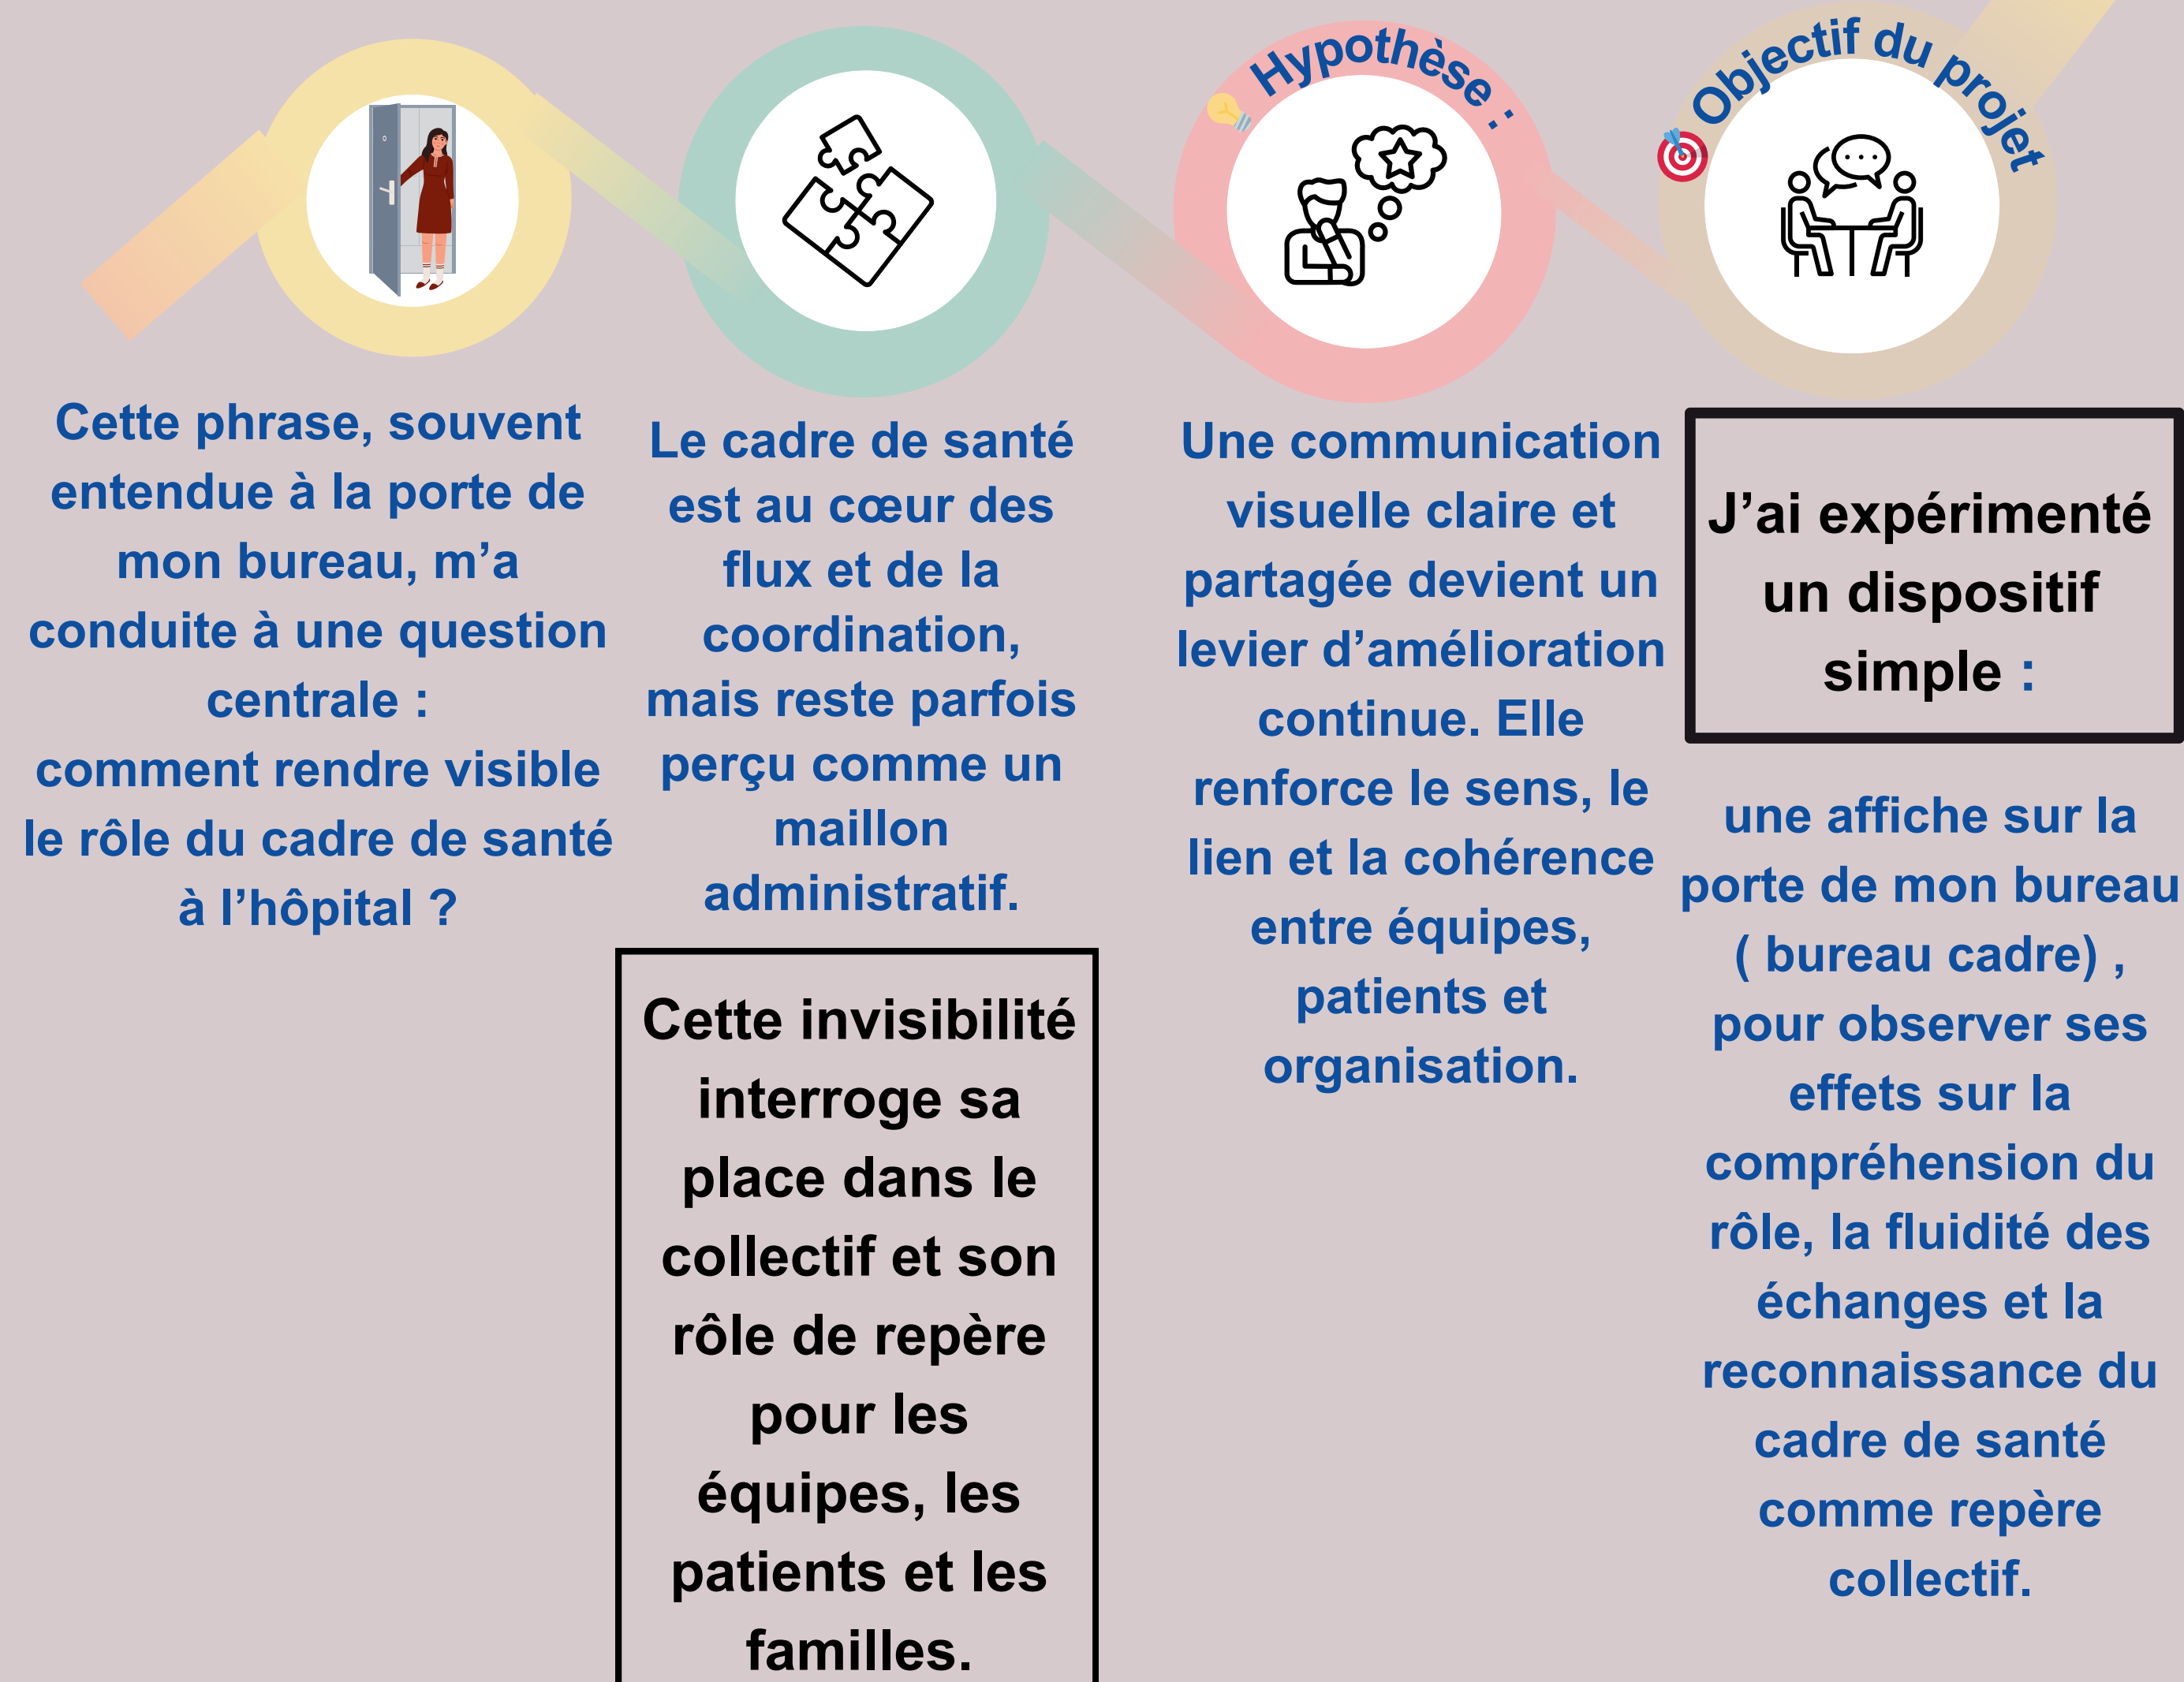 Cette phrase, souvent
entendue à la porte de
mon bureau, m’a
conduite à une question
centrale :
comment rendre visible
le rôle du cadre de santé
à l’hôpital ?
Le cadre de santé
est au cœur des
flux et de la
coordination,
mais reste parfois
perçu comme un
maillon
administratif.
Cette invisibilité
interroge sa
place dans le
collectif et son
rôle de repère
pour les
équipes, les
patients et les
familles.
Hypothèse :
Une communication
visuelle claire et
partagée devient un
levier d’amélioration
continue. Elle
renforce le sens, le
lien et la cohérence
entre équipes,
patients et
organisation.
Objectif du projet
J’ai expérimenté
un dispositif
simple :
une affiche sur la
porte de mon bureau
( bureau cadre) ,
pour observer ses
effets sur la
compréhension du
rôle, la fluidité des
échanges et la
reconnaissance du
cadre de santé
comme repère
collectif.